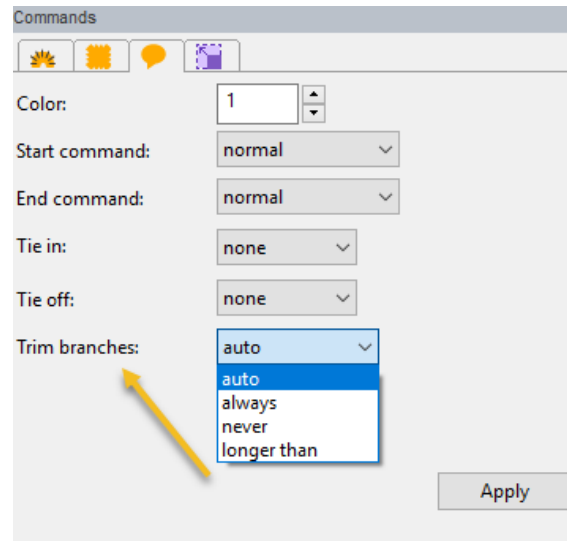 Commands
Color: 1
Start command: normal
End command: normal
Tie in: none
Tie off: none
Trim branches: auto
auto
always
never
longer than
Apply